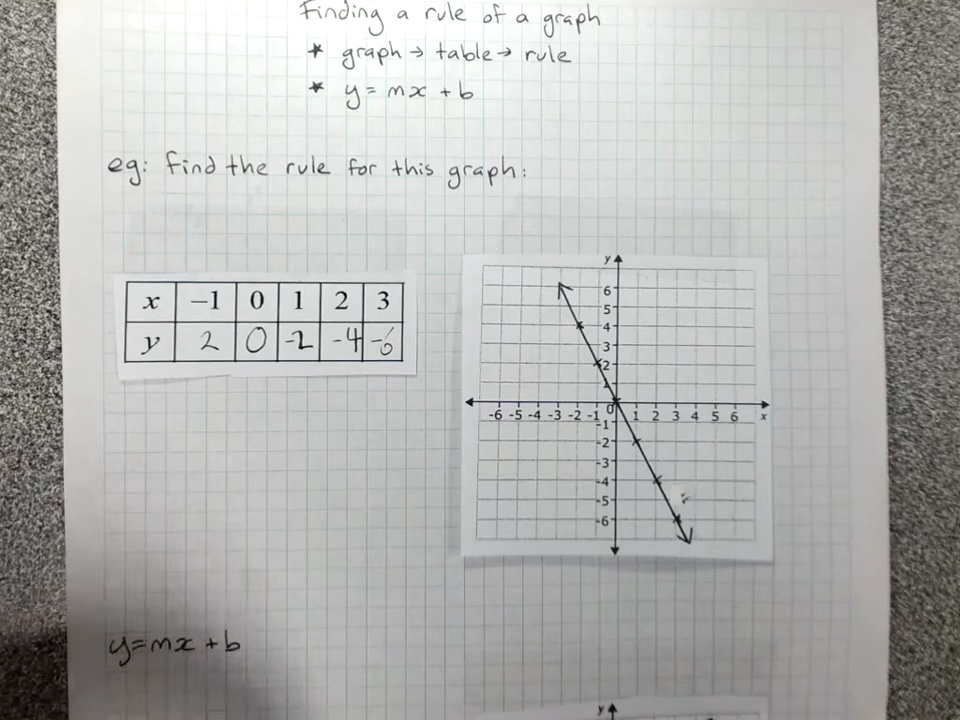 Finding a rule of a graph
* graph → table → rule
* y = mx + b
eg: find the rule for this graph:
x -1 0 1 2 3
y 2 0 -2 -4 -6
y
6
5
4
3
2
1
-6 -5 -4 -3 -2 -1 0 1 2 3 4 5 6 x
-1
-2
-3
-4
-5
-6
y=mx + b
y